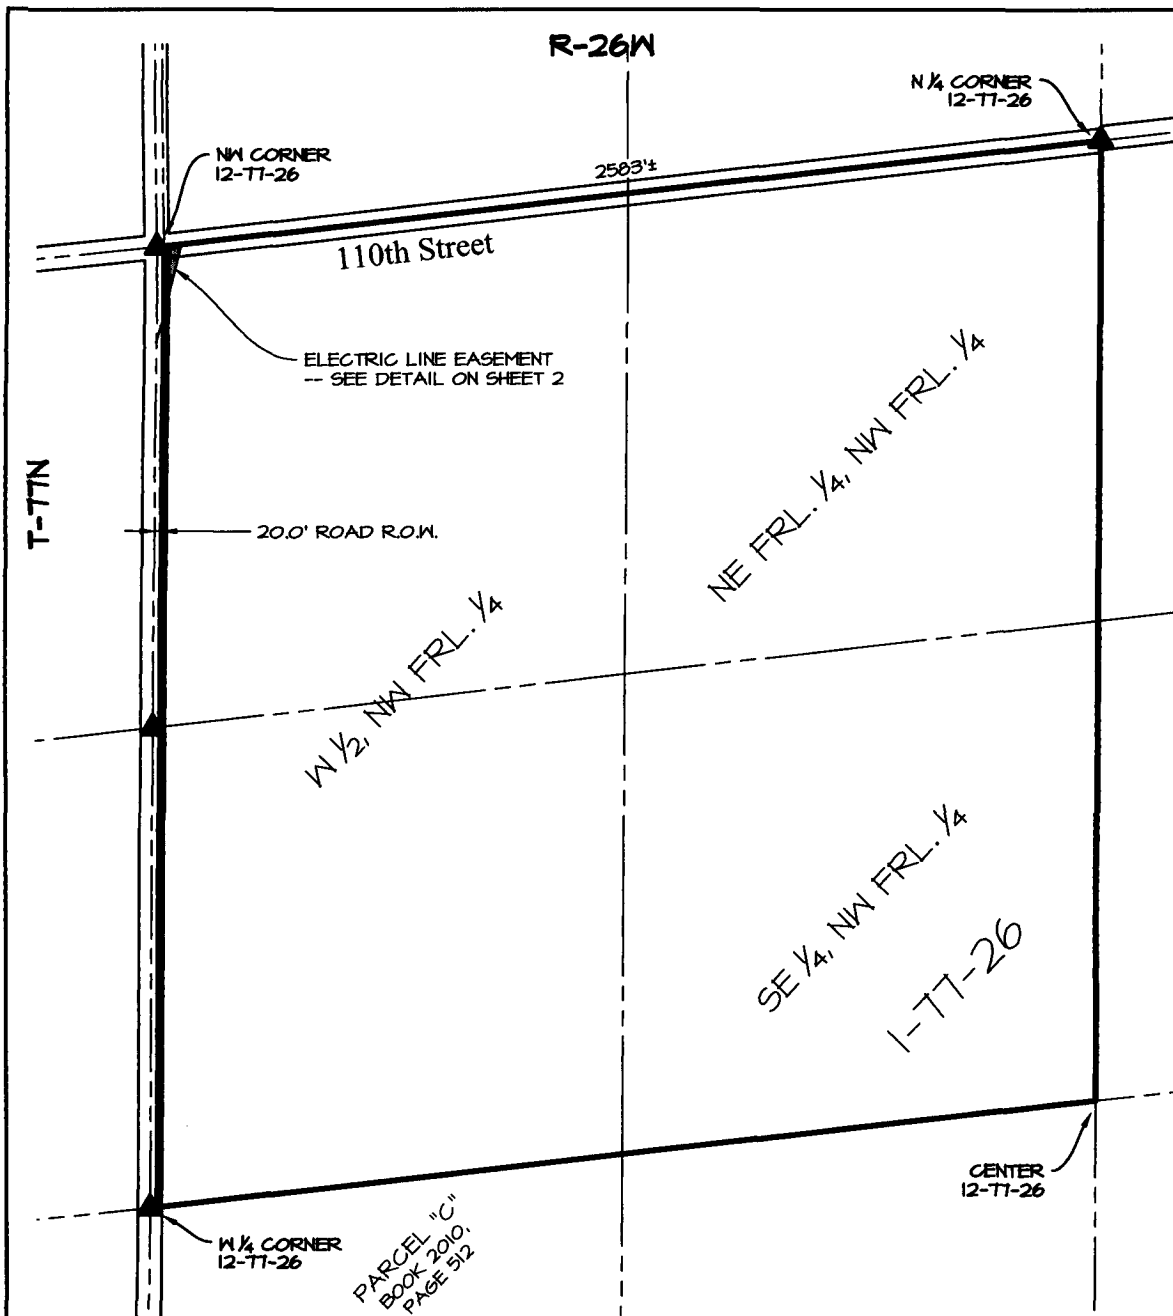 R-26W
N ¼ CORNER
12-77-26
NW CORNER
12-77-26
2583'±
110th Street
ELECTRIC LINE EASEMENT
-- SEE DETAIL ON SHEET 2
T-77N
20.0' ROAD R.O.W.
NE FRL. ¼, NW FRL. ¼
W ½, NW FRL. ¼
SE ¼, NW FRL. ¼
1-77-26
CENTER
12-77-26
W ¼ CORNER
12-77-26
PARCEL "C"
BOOK 2010,
PAGE 512